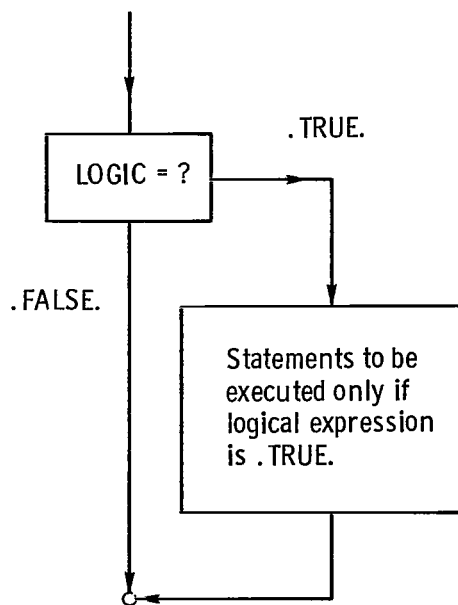 .TRUE.
LOGIC = ?
.FALSE.
Statements to be
executed only if
logical expression
is .TRUE.